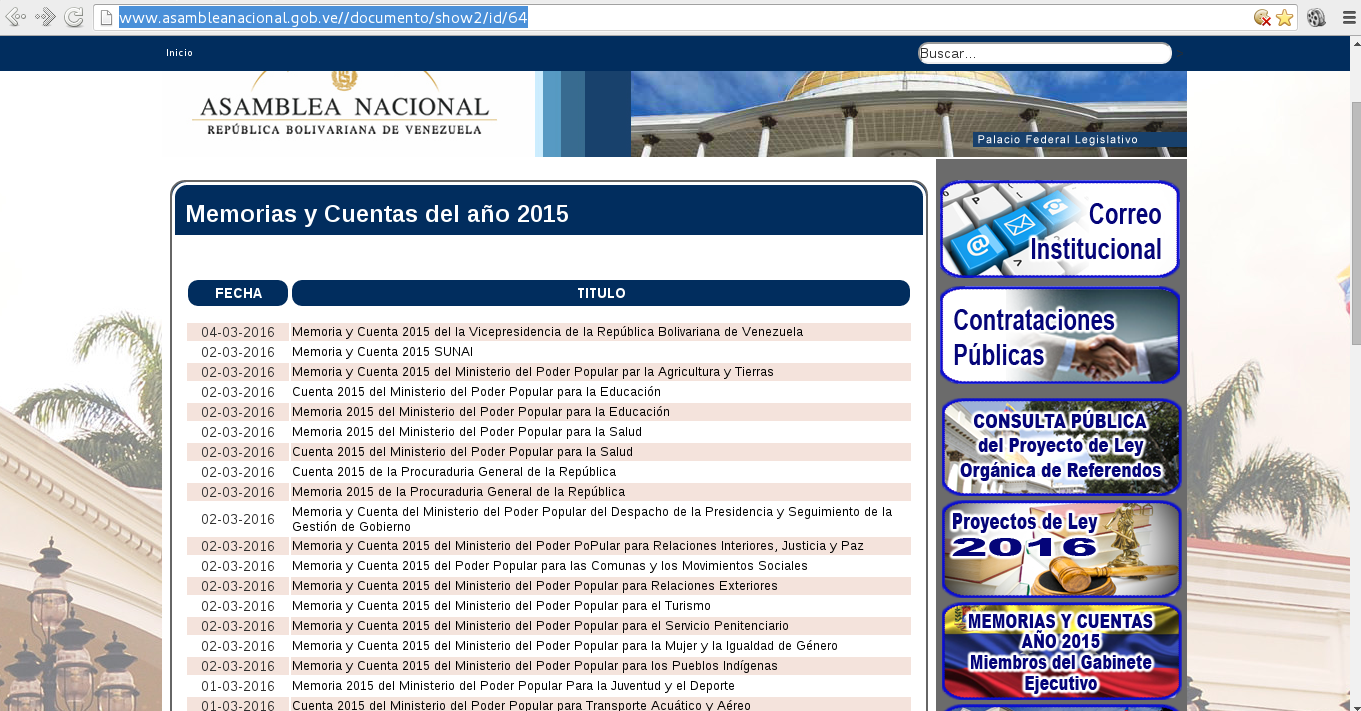 www.asambleanacional.gob.ve//documento/show2/id/64
Inicio
Buscar...
ASAMBLEA NACIONAL
REPÚBLICA BOLIVARIANA DE VENEZUELA
Palacio Federal Legislativo
Memorias y Cuentas del año 2015
FECHA TITULO
04-03-2016 Memoria y Cuenta 2015 del la Vicepresidencia de la República Bolivariana de Venezuela
02-03-2016 Memoria y Cuenta 2015 SUNAI
02-03-2016 Memoria y Cuenta 2015 del Ministerio del Poder Popular par la Agricultura y Tierras
02-03-2016 Cuenta 2015 del Ministerio del Poder Popular para la Educación
02-03-2016 Memoria 2015 del Ministerio del Poder Popular para la Educación
02-03-2016 Memoria 2015 del Ministerio del Poder Popular para la Salud
02-03-2016 Cuenta 2015 del Ministerio del Poder Popular para la Salud
02-03-2016 Cuenta 2015 de la Procuraduria General de la República
02-03-2016 Memoria 2015 de la Procuraduria General de la República
02-03-2016 Memoria y Cuenta del Ministerio del Poder Popular del Despacho de la Presidencia y Seguimiento de la
Gestión de Gobierno
02-03-2016 Memoria y Cuenta 2015 del Ministerio del Poder PoPular para Relaciones Interiores, Justicia y Paz
02-03-2016 Memoria y Cuenta 2015 del Poder Popular para las Comunas y los Movimientos Sociales
02-03-2016 Memoria y Cuenta 2015 del Ministerio del Poder Popular para Relaciones Exteriores
02-03-2016 Memoria y Cuenta 2015 del Ministerio del Poder Popular para el Turismo
02-03-2016 Memoria y Cuenta 2015 del Ministerio del Poder Popular para el Servicio Penitenciario
02-03-2016 Memoria y Cuenta 2015 del Ministerio del Poder Popular para la Mujer y la Igualdad de Género
02-03-2016 Memoria y Cuenta 2015 del Ministerio del Poder Popular para los Pueblos Indígenas
01-03-2016 Memoria 2015 del Ministerio del Poder Popular Para la Juventud y el Deporte
01-03-2016 Cuenta 2015 del Ministerio del Poder Popular para Transporte Acuático y Aéreo
Correo
Institucional
Contrataciones
Públicas
CONSULTA PÚBLICA
del Proyecto de Ley
Orgánica de Referendos
Proyectos de Ley
2016
MEMORIAS Y CUENTAS
AÑO 2015
Miembros del Gabinete
Ejecutivo